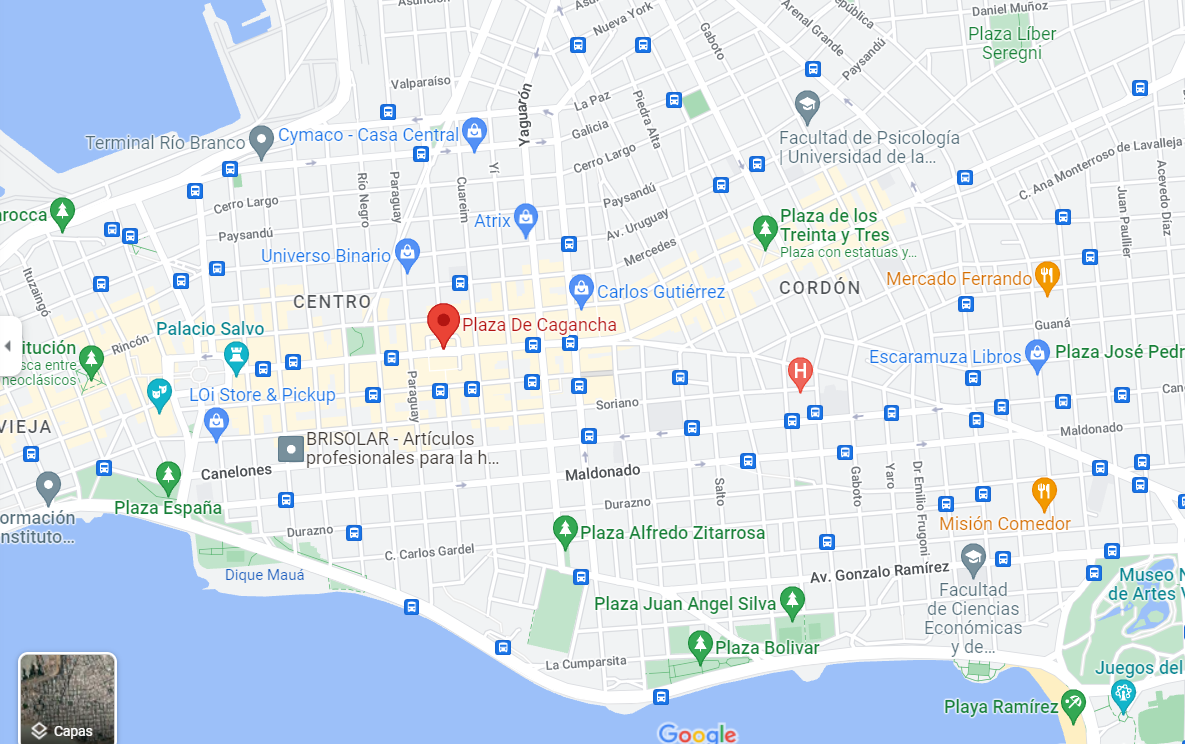 Asunción
Nueva York
Daniel Muñoz
República
Arenal Grande
Gaboto
Plaza Líber
Seregni
Paysandú
Valparaíso
Yaguarón
La Paz
Piedra Alta
Galicia
Terminal Río Branco
Cymaco - Casa Central
Facultad de Psicología
| Universidad de la...
C. Ana Monterroso de Lavalleja
Cerro Largo
Yí
Río Negro
Paraguay
Cuareim
Acevedo Díaz
Juan Paullier
Paysandú
Cerro Largo
arocca
Atrix
Av. Uruguay
Plaza de los
Treinta y Tres
Plaza con estatuas y...
Paysandú
Mercedes
Universo Binario
Ituzaingó
Mercado Ferrando
CENTRO
Carlos Gutiérrez
CORDÓN
Palacio Salvo
Plaza De Cagancha
Guaná
Rincón
titución
sca entre
neoclásicos
Escaramuza Libros
Plaza José Pedr
Paraguay
LOi Store & Pickup
Soriano
Can
VIEJA
BRISOLAR - Artículos
profesionales para la h...
Maldonado
Canelones
Maldonado
Salto
Gaboto
Yaro
Dr Emilio Frugoni
Plaza España
Durazno
Misión Comedor
ormación
nstituto...
Durazno
Plaza Alfredo Zitarrosa
C. Carlos Gardel
Dique Mauá
Av. Gonzalo Ramírez
Museo N
de Artes V
Facultad
de Ciencias
Económicas
y de...
Plaza Juan Angel Silva
Plaza Bolivar
La Cumparsita
Juegos del
Playa Ramírez
Capas
Google
H